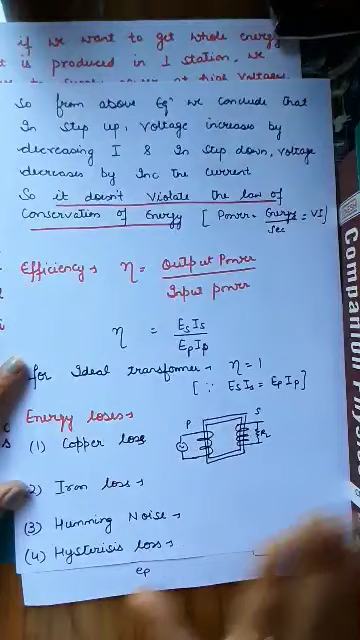 if we want to get whole energy
t is produced in 1 station, we
So from above Eqn we conclude that
In step up, voltage increases by
decreasing I & In step down, voltage
decreases by Inc the current
So it doesn't violate the law of
Conservation of Energy [Power = Energy/sec = VI]
Efficiency → η = Output Power / Input power
η = EsIs / EpIp
for Ideal transformer → η = 1
[∵ EsIs = EpIp]
Energy loses →
(1) Copper loss
P S RL
(2) Iron loss →
(3) Humming Noise →
(4) Hysterisis loss →
ep